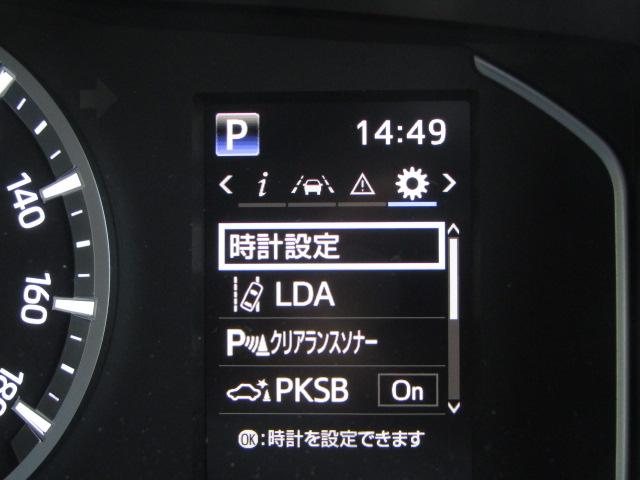 P 14:49
i
140
時計設定
LDA
160
Pクリアランスソナー
180
PKSB On
OK:時計を設定できます